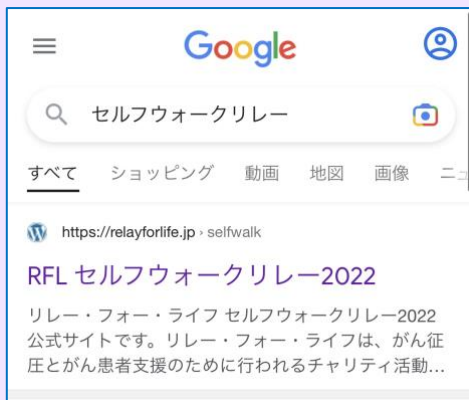 Google
セルフウォークリレー
すべて ショッピング 動画 地図 画像
https://relayforlife.jp › selfwalk
RFL セルフウォークリレー2022
リレー・フォー・ライフ セルフウォークリレー2022
公式サイトです。リレー・フォー・ライフは、がん征
圧とがん患者支援のために行われるチャリティ活動...